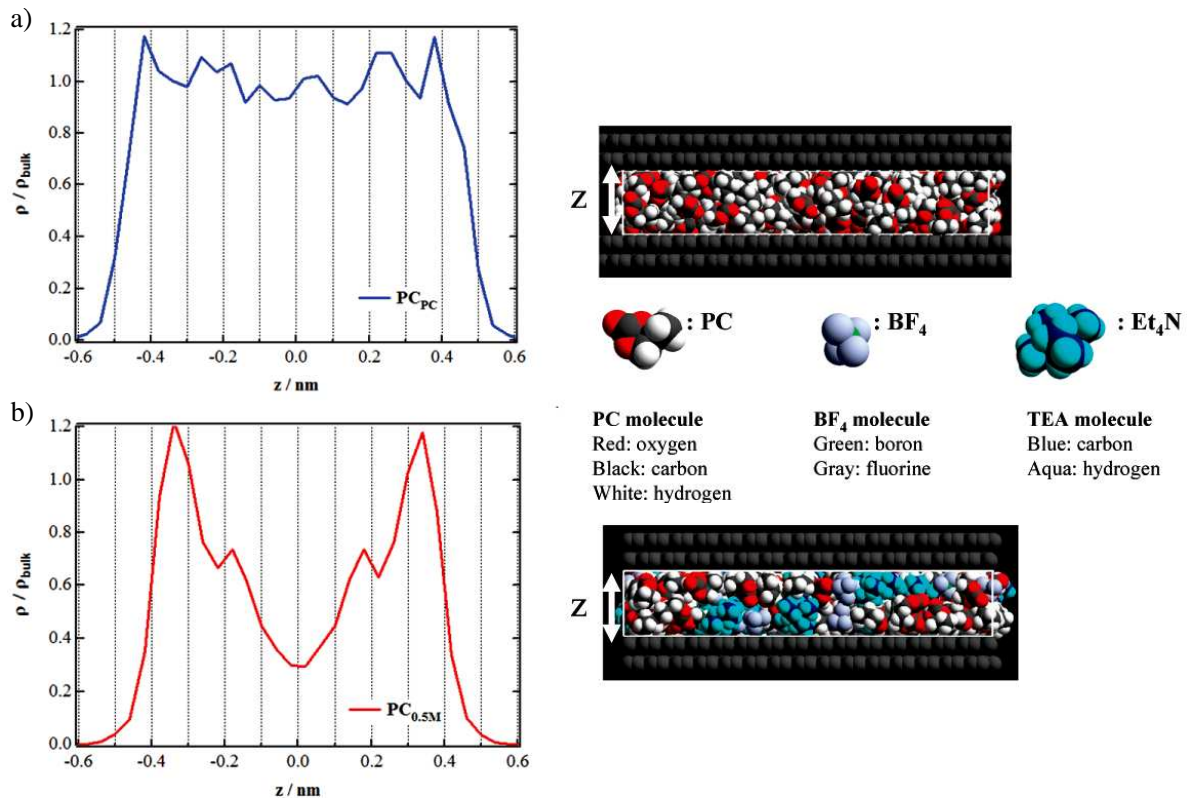 a)
1.2
1.0
0.8
0.6
0.4
0.2
0.0
ρ / ρbulk
PCPC
-0.6 -0.4 -0.2 0.0 0.2 0.4 0.6
z / nm
Z
: PC
: BF4
: Et4N
PC molecule
Red: oxygen
Black: carbon
White: hydrogen
BF4 molecule
Green: boron
Gray: fluorine
TEA molecule
Blue: carbon
Aqua: hydrogen
b)
1.2
1.0
0.8
0.6
0.4
0.2
0.0
ρ / ρbulk
PC0.5M
-0.6 -0.4 -0.2 0.0 0.2 0.4 0.6
z / nm
Z